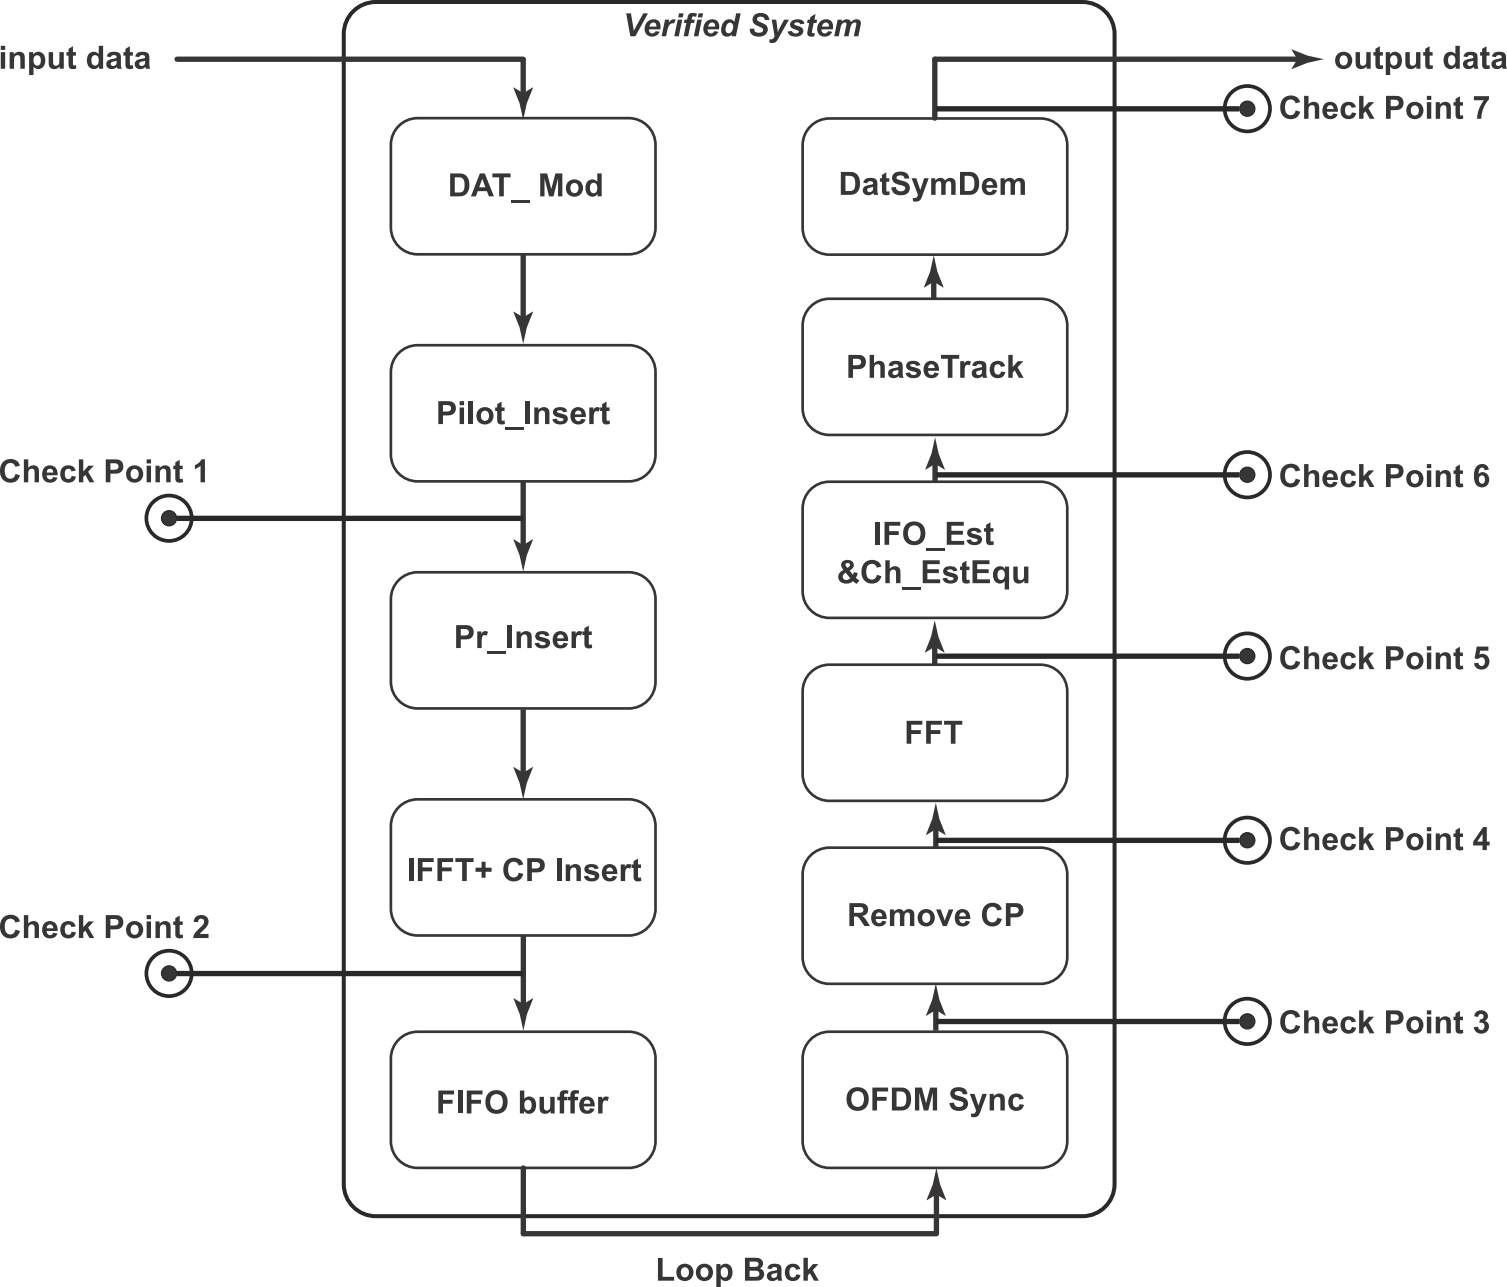 Verified System
input data
DAT_ Mod
Pilot_Insert
Check Point 1
Pr_Insert
IFFT+ CP Insert
Check Point 2
FIFO buffer
Loop Back
OFDM Sync
Check Point 3
Remove CP
Check Point 4
FFT
Check Point 5
IFO_Est
&Ch_EstEqu
Check Point 6
PhaseTrack
DatSymDem
Check Point 7
output data